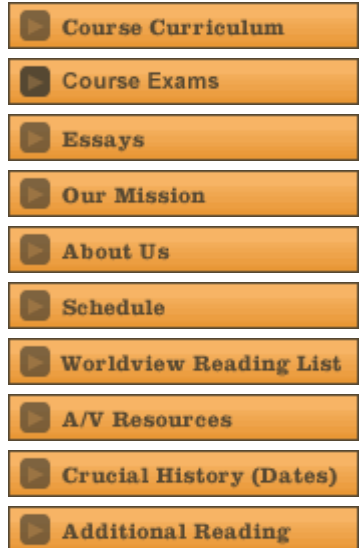 Course Curriculum
Course Exams
Essays
Our Mission
About Us
Schedule
Worldview Reading List
A/V Resources
Crucial History (Dates)
Additional Reading